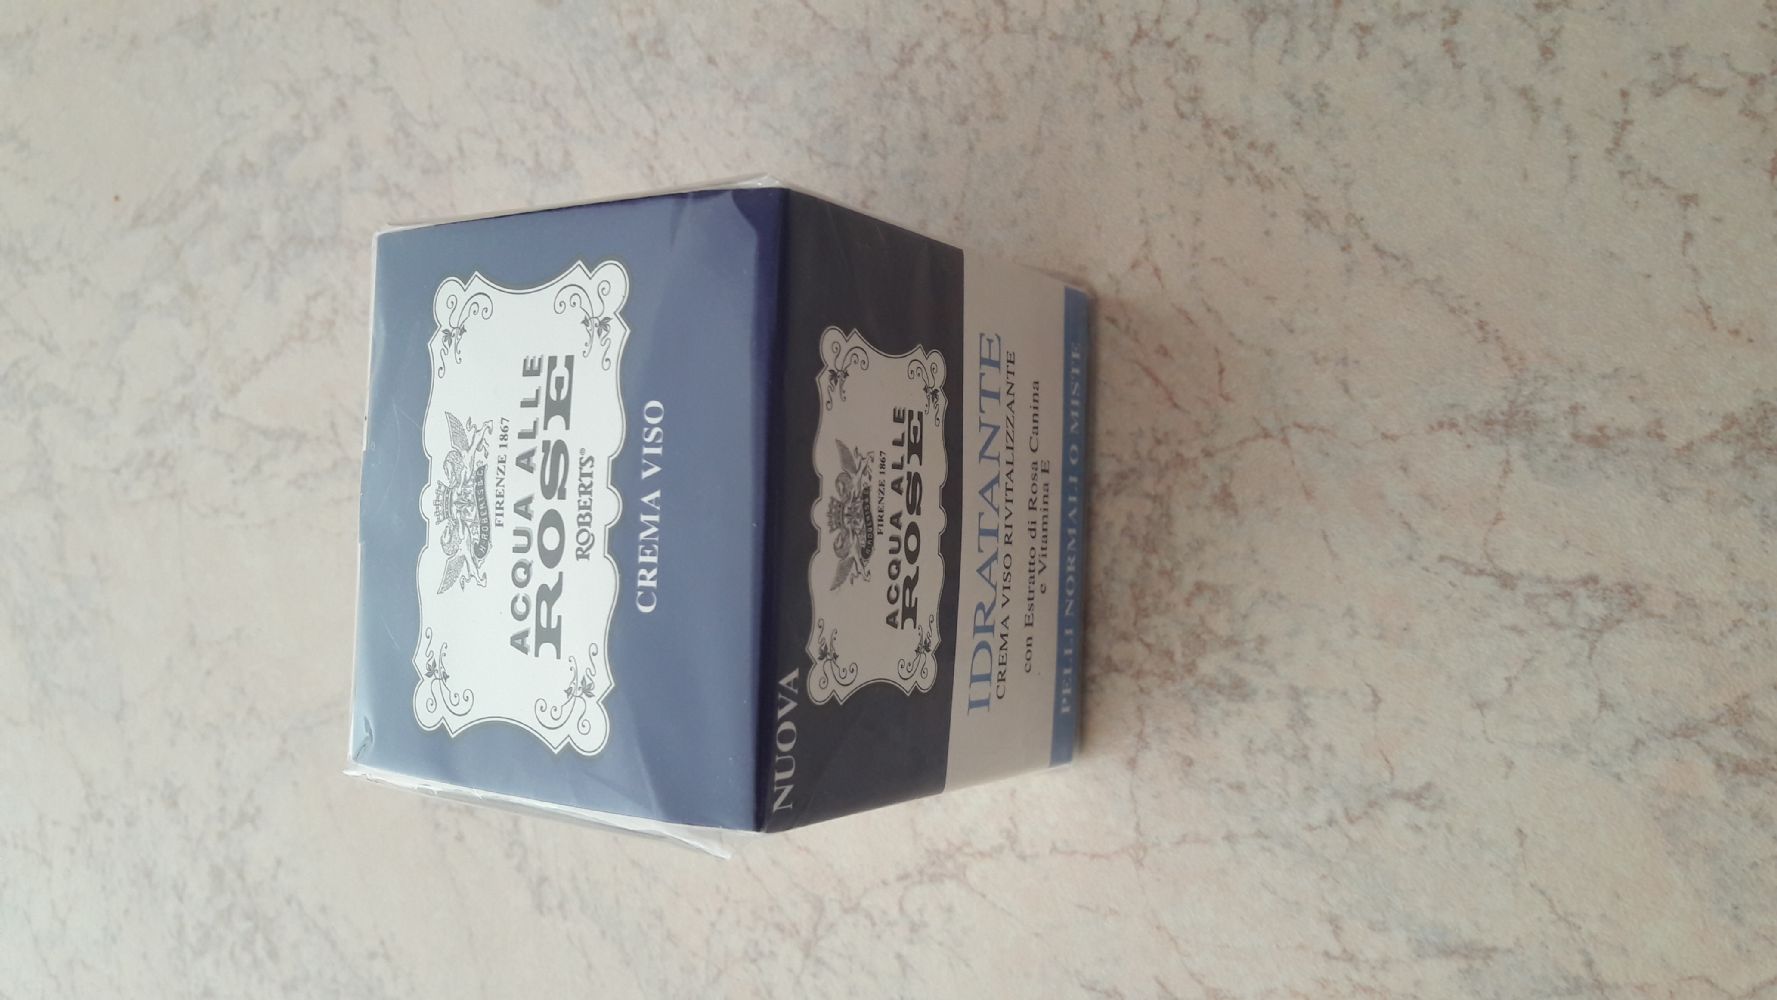 FIRENZE 1867
ACQUA ALLE
ROSE
ROBERTS®
CREMA VISO
NUOVA
FIRENZE 1867
ACQUA ALLE
ROSE
IDRATANTE
CREMA VISO RIVITALIZZANTE
con Estratto di Rosa Canina
e Vitamina E
PELLI NORMALI O MISTE